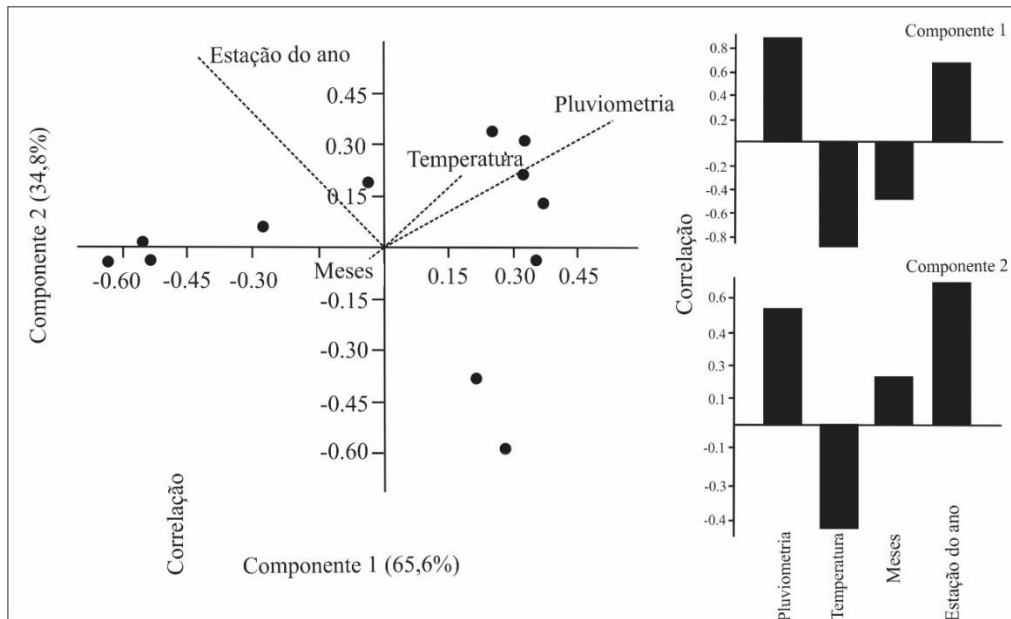 Estação do ano
0.45
Pluviometria
0.30
Temperatura
0.15
Componente 2 (34,8%)
Meses
-0.60
-0.45
-0.30
0.15
0.30
0.45
-0.15
-0.30
-0.45
-0.60
Correlação
Componente 1 (65,6%)
Componente 1
0.8
0.6
0.4
0.2
-0.2
-0.4
-0.6
-0.8
Correlação
Componente 2
0.6
0.4
0.3
0.1
-0.1
-0.3
-0.4
Pluviometria
Temperatura
Meses
Estação do ano